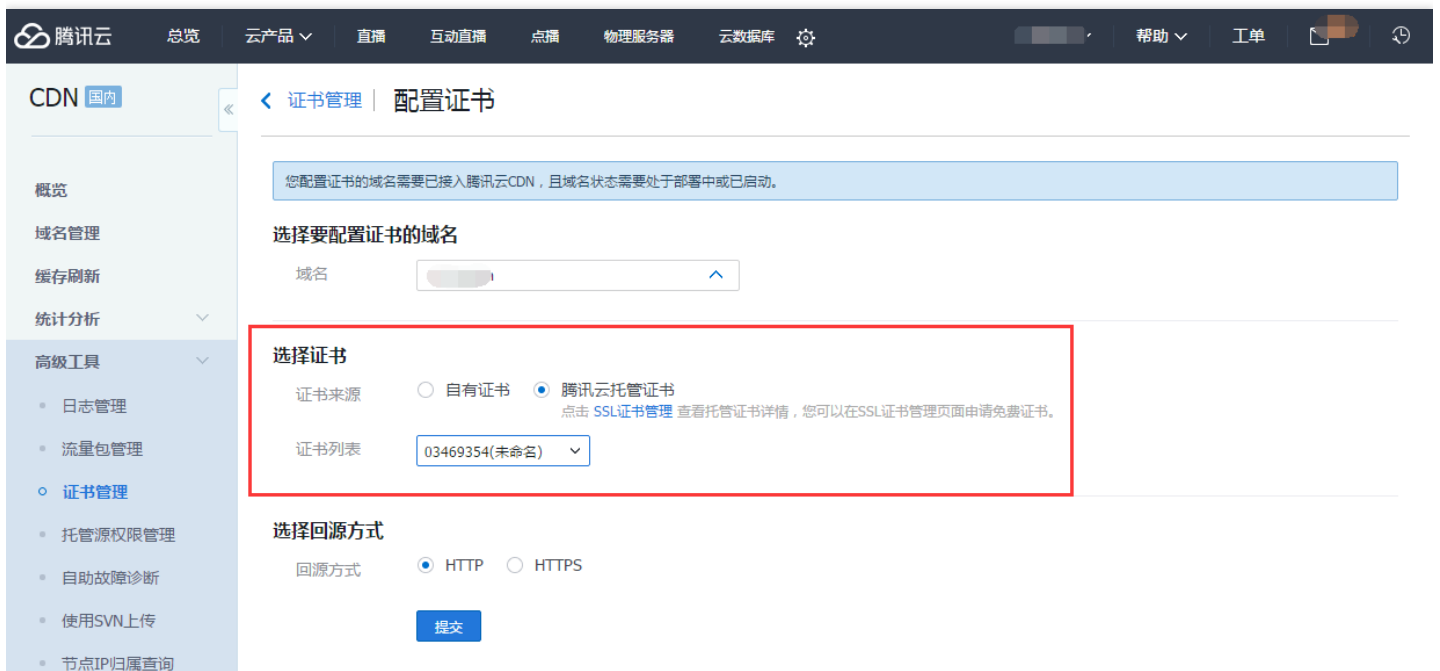 腾讯云 总览 云产品 直播 互动直播 点播 物理服务器 云数据库 帮助 工单
CDN 国内
证书管理 配置证书
您配置证书的域名需要已接入腾讯云CDN，且域名状态需要处于部署中或已启动。
概览
域名管理
缓存刷新
统计分析
高级工具
日志管理
流量包管理
证书管理
托管源权限管理
自助故障诊断
使用SVN上传
节点IP归属查询
选择要配置证书的域名
域名
选择证书
证书来源 自有证书 腾讯云托管证书
点击 SSL证书管理 查看托管证书详情，您可以在SSL证书管理页面申请免费证书。
证书列表 03469354(未命名)
选择回源方式
回源方式 HTTP HTTPS
提交